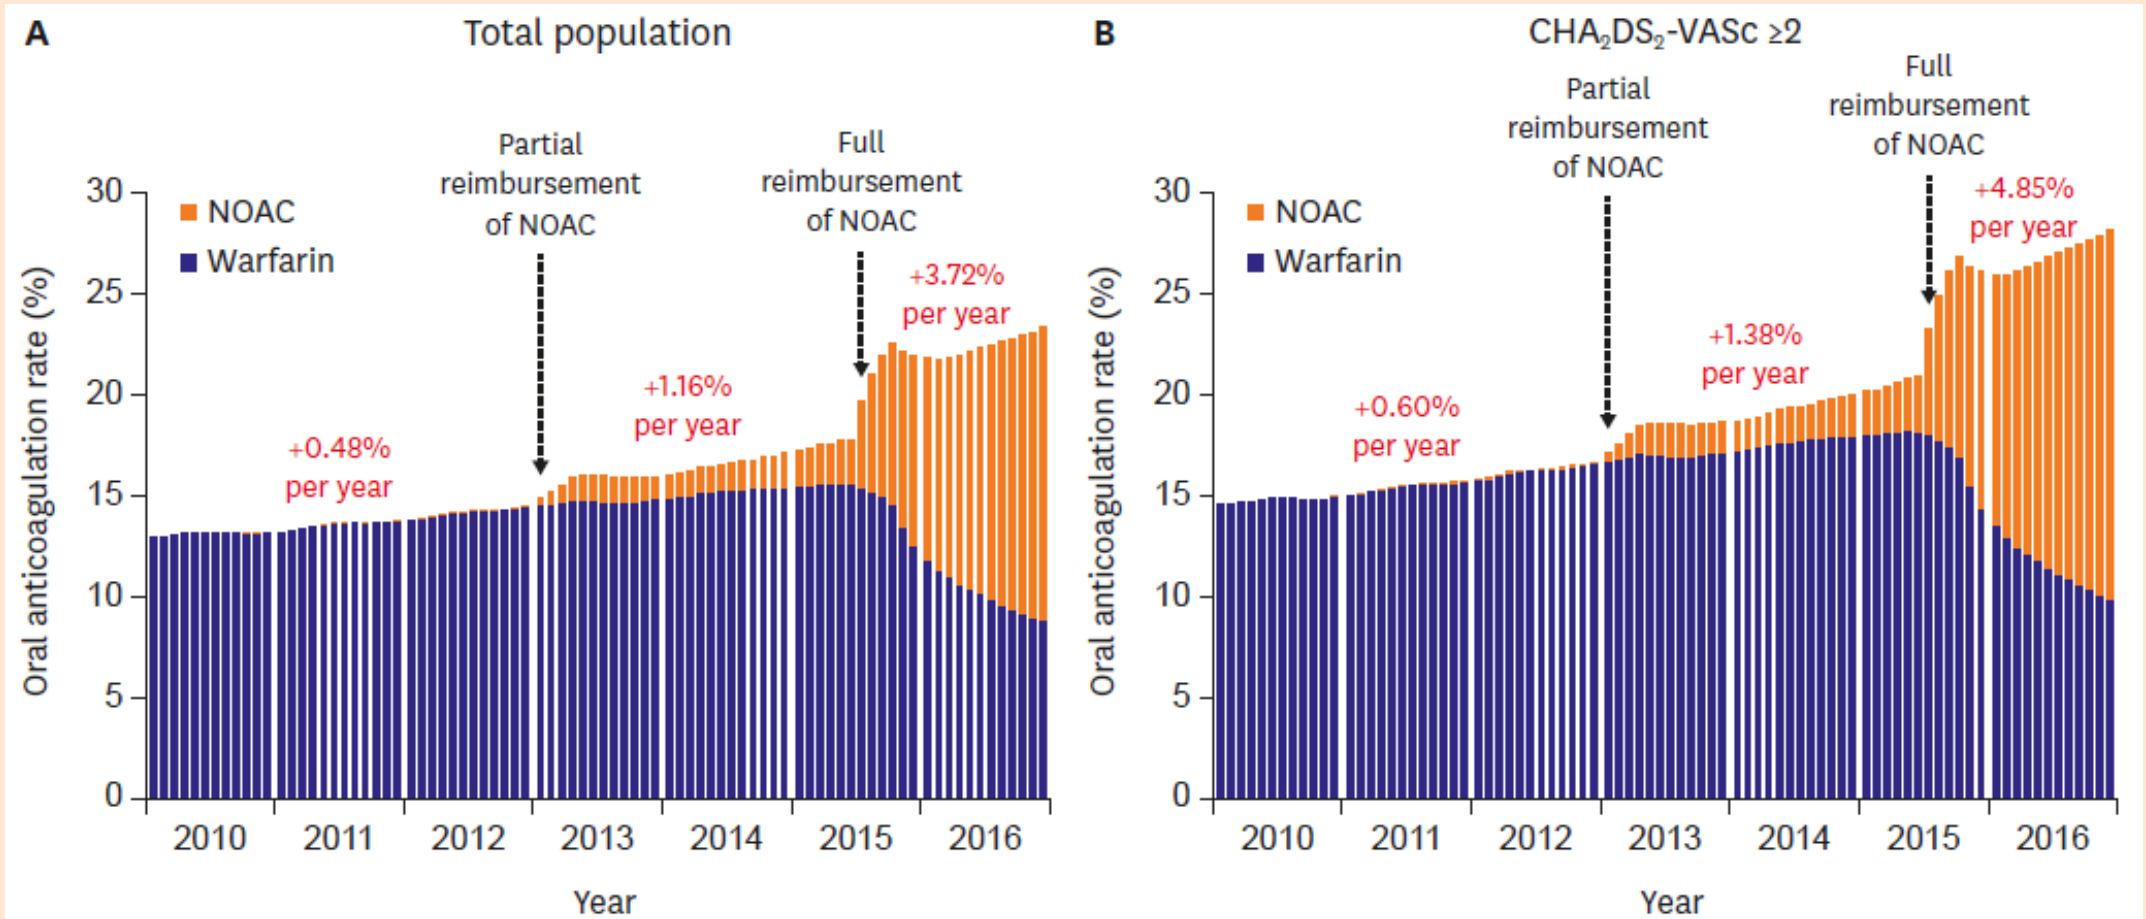 A
Total population
Partial
reimbursement
of NOAC
Full
reimbursement
of NOAC
30
25
20
15
10
5
0
Oral anticoagulation rate (%)
NOAC
Warfarin
+0.48%
per year
+1.16%
per year
+3.72%
per year
2010
2011
2012
2013
2014
2015
2016
Year
B
CHA₂DS₂-VASc ≥2
Partial
reimbursement
of NOAC
Full
reimbursement
of NOAC
30
25
20
15
10
5
0
Oral anticoagulation rate (%)
NOAC
Warfarin
+0.60%
per year
+1.38%
per year
+4.85%
per year
2010
2011
2012
2013
2014
2015
2016
Year